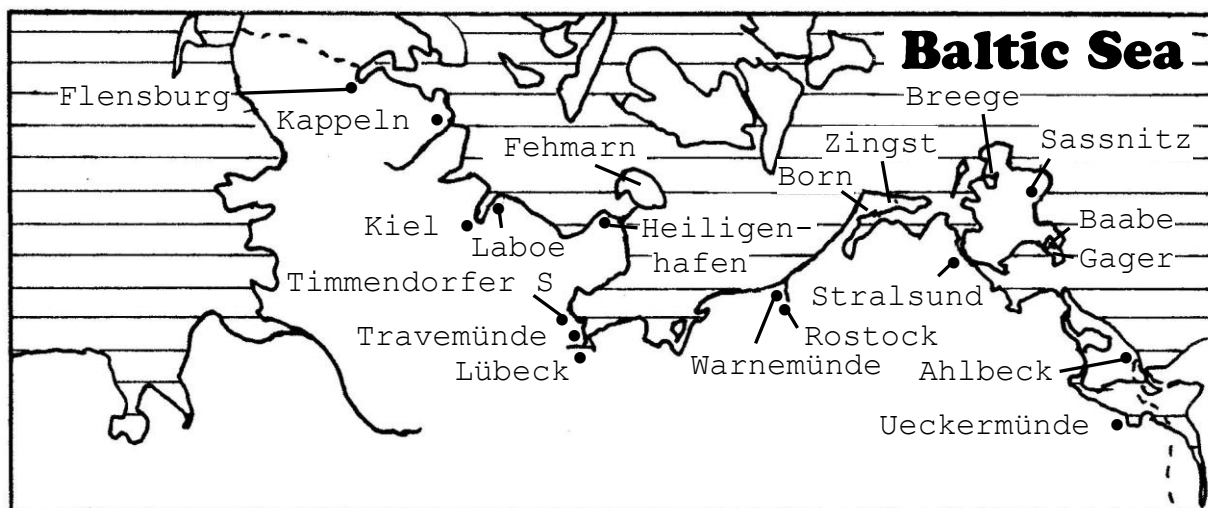 Baltic Sea
Flensburg
Breege
Kappeln
Zingst
Sassnitz
Fehmarn
Born
Kiel
Laboe
Heiligen-
hafen
Baabe
Gager
Timmendorfer S
Stralsund
Travemünde
Rostock
Lübeck
Warnemünde
Ahlbeck
Ueckermünde